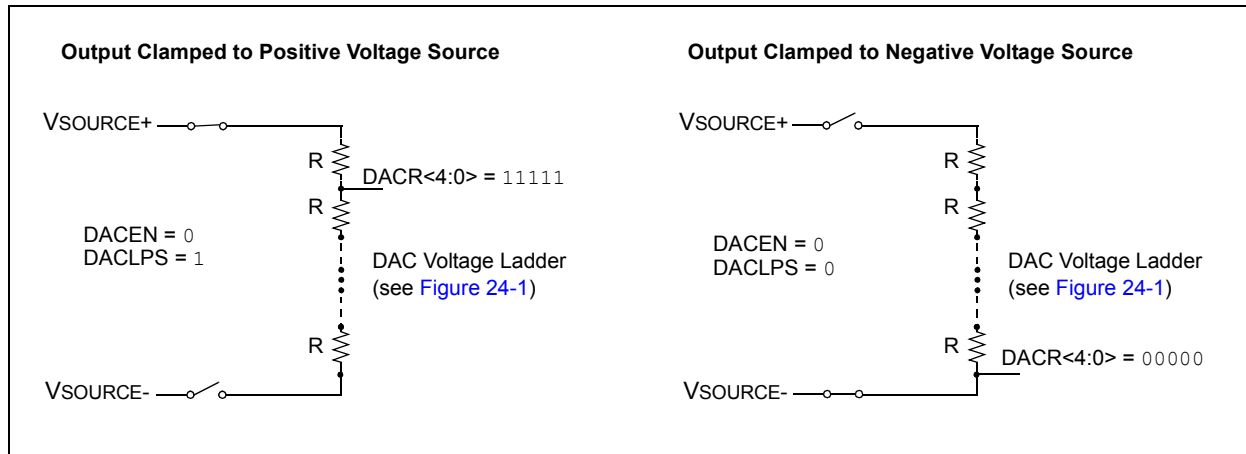 Output Clamped to Positive Voltage Source
VSOURCE+
R
DACR<4:0> = 11111
R
DACEN = 0
DACLPS = 1
DAC Voltage Ladder
(see Figure 24-1)
R
VSOURCE-
Output Clamped to Negative Voltage Source
VSOURCE+
R
R
DACEN = 0
DACLPS = 0
DAC Voltage Ladder
(see Figure 24-1)
R
DACR<4:0> = 00000
VSOURCE-